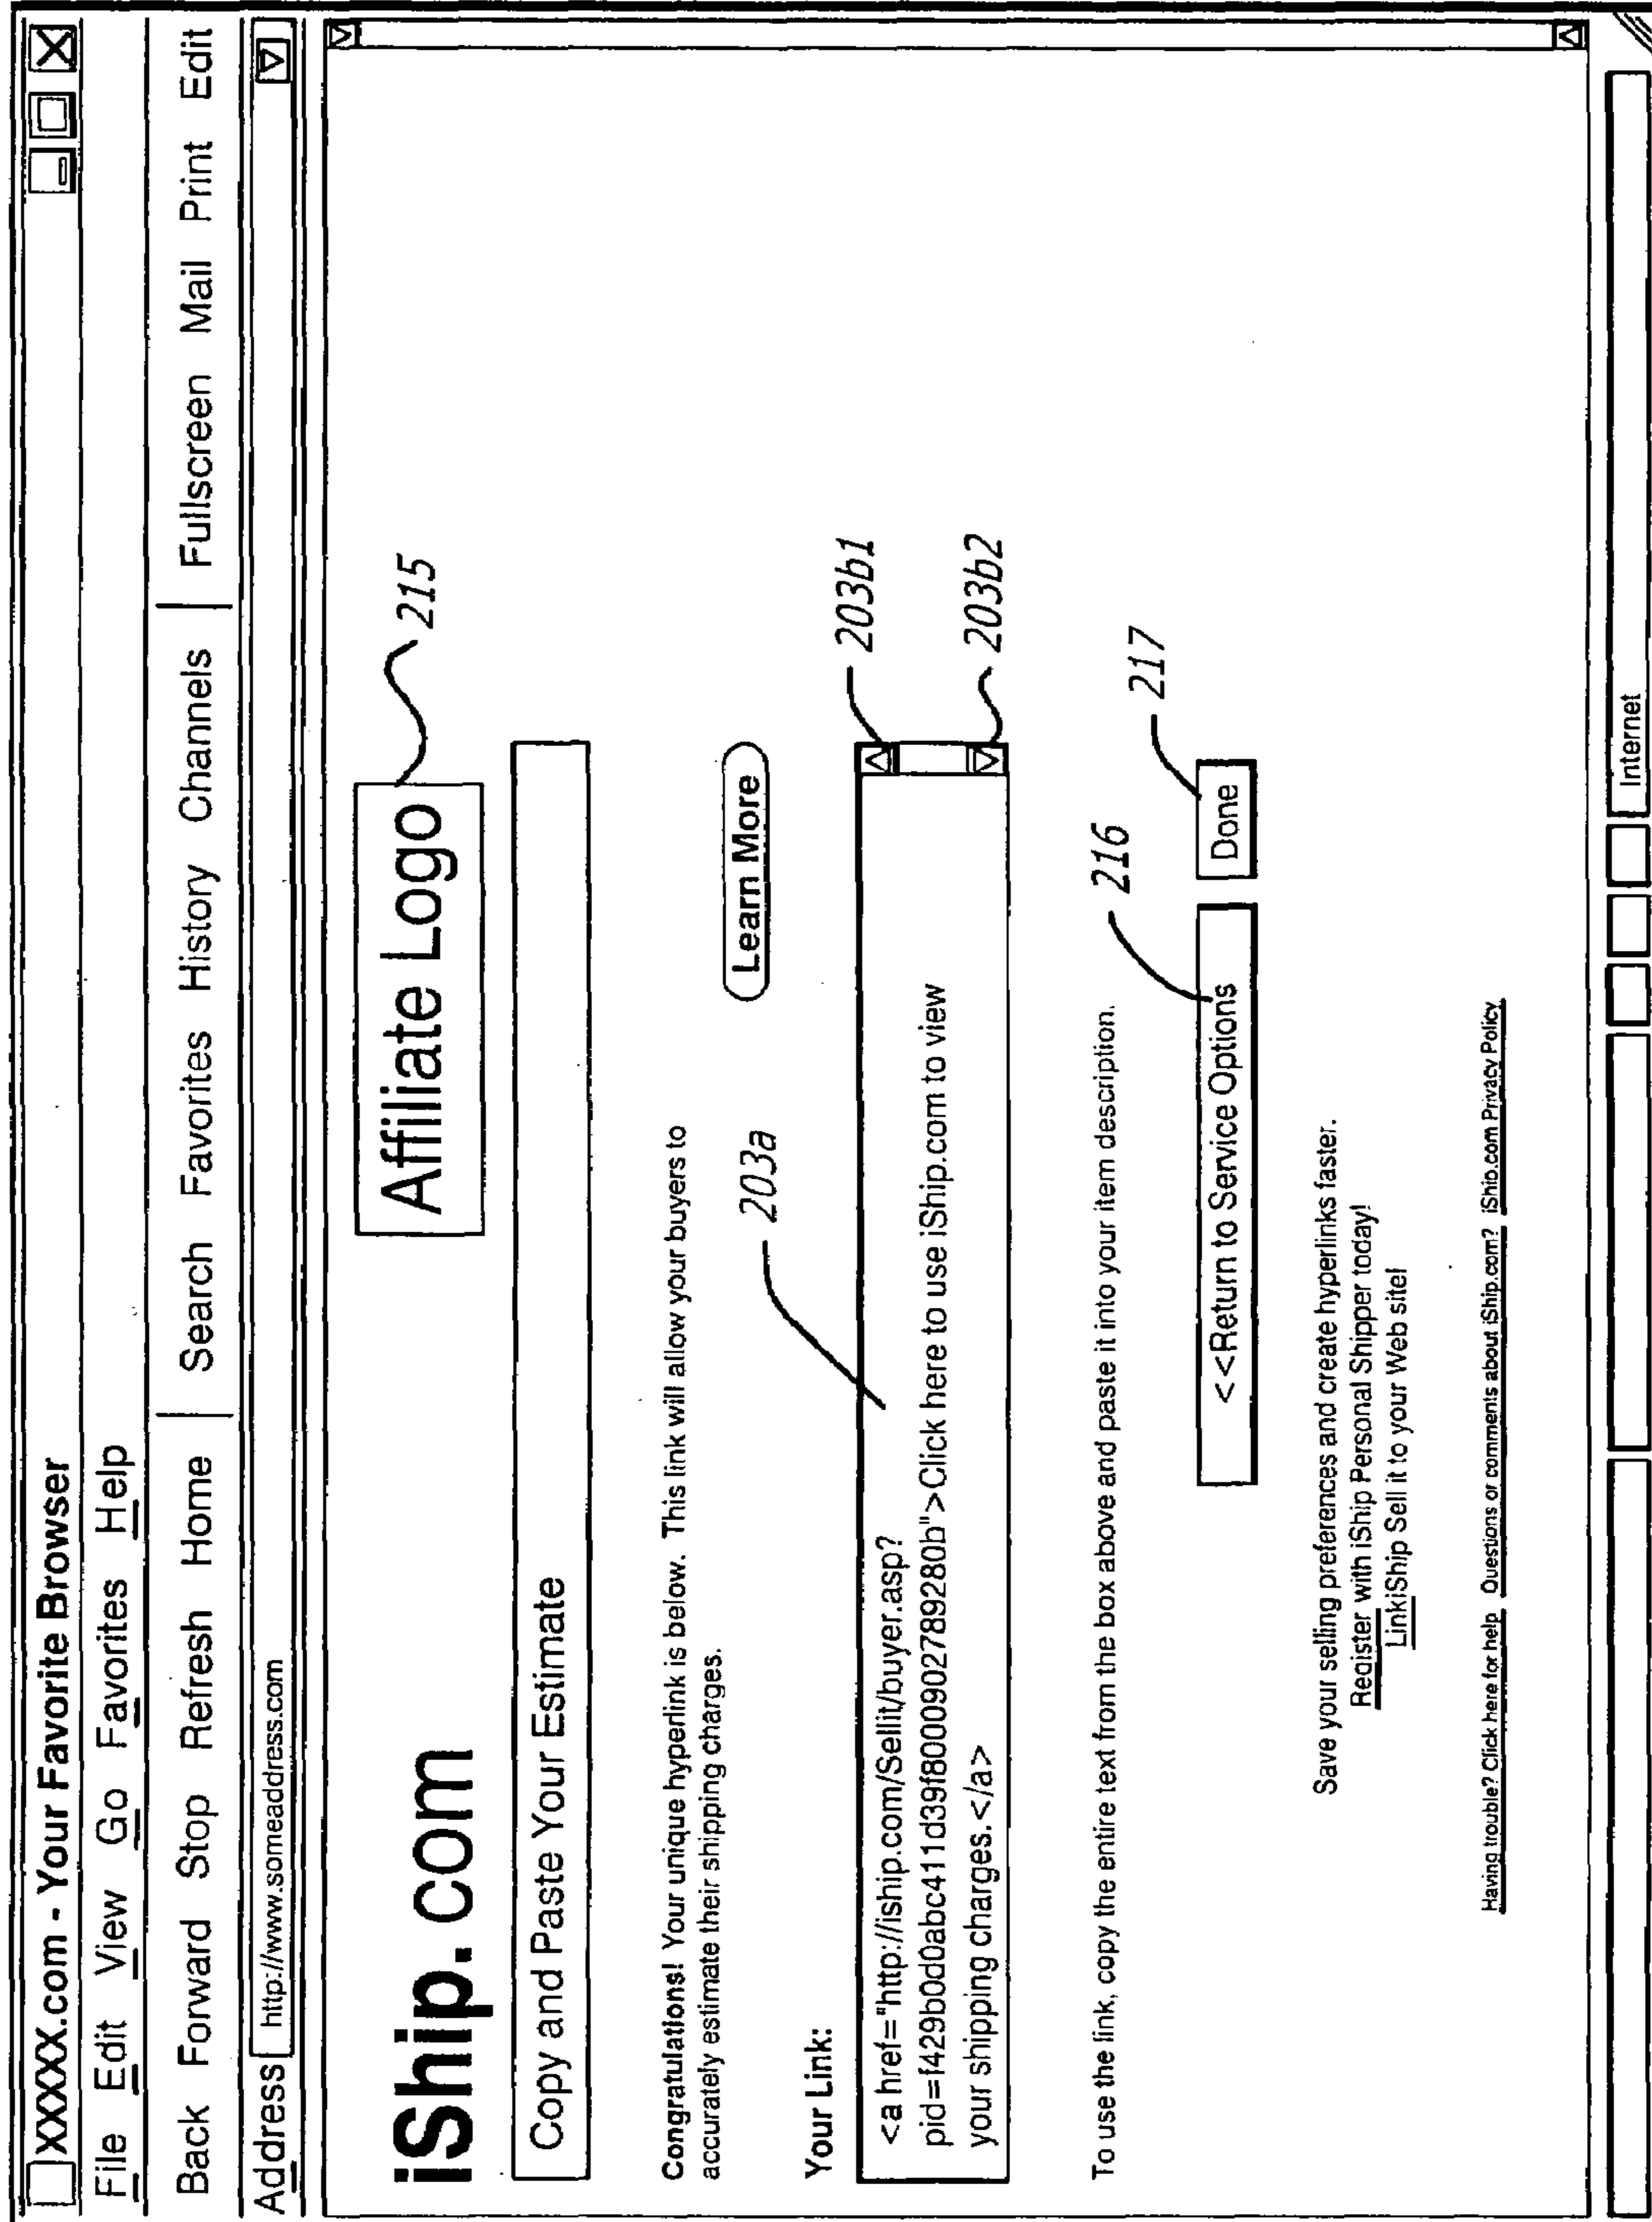 XXXXX.com - Your Favorite Browser
File Edit View Go Favorites Help
Back Forward Stop Refresh Home Search Favorites History Channels Fullscreen Mail Print Edit
Address http://www.someaddress.com
iShip.com
Affiliate Logo
215
Copy and Paste Your Estimate
Congratulations! Your unique hyperlink is below. This link will allow your buyers to
accurately estimate their shipping charges.
Learn More
203a
Your Link:
203b1
<a href="http://iship.com/Sellit/buyer.asp?
pid=f429b0d0abc411d39f8000902789280b">Click here to use iShip.com to view
your shipping charges.</a>
203b2
To use the link, copy the entire text from the box above and paste it into your item description.
216
217
<<Return to Service Options
Done
Save your selling preferences and create hyperlinks faster.
Register with iShip Personal Shipper today!
LinkiShip Sell it to your Web site!
Having trouble? Click here for help Questions or comments about iShip.com? iShip.com Privacy Policy
Internet